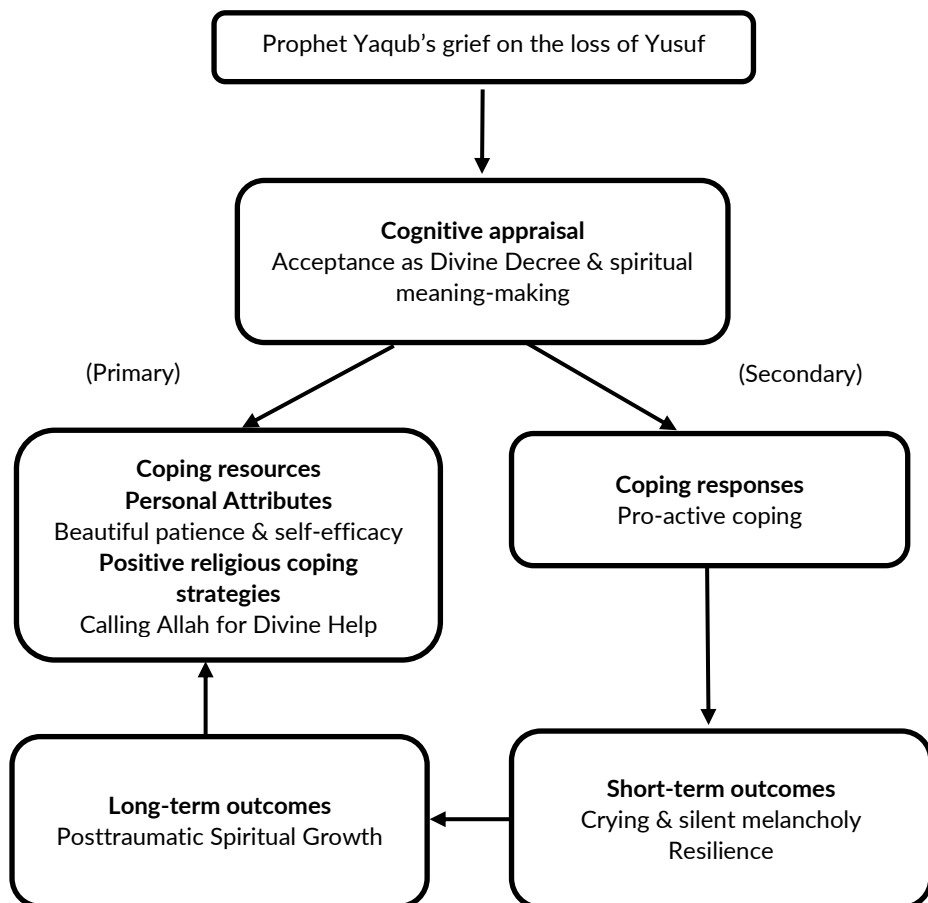 Prophet Yaqub’s grief on the loss of Yusuf
Cognitive appraisal
Acceptance as Divine Decree & spiritual
meaning-making
(Primary)
(Secondary)
Coping resources
Personal Attributes
Beautiful patience & self-efficacy
Positive religious coping
strategies
Calling Allah for Divine Help
Coping responses
Pro-active coping
Long-term outcomes
Posttraumatic Spiritual Growth
Short-term outcomes
Crying & silent melancholy
Resilience